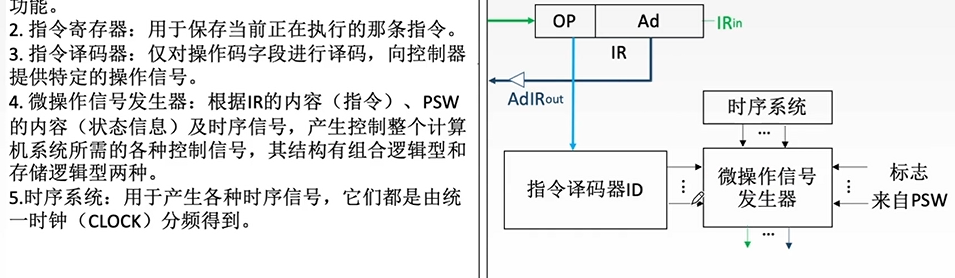 功能。
2. 指令寄存器：用于保存当前正在执行的那条指令。
3. 指令译码器：仅对操作码字段进行译码，向控制器
提供特定的操作信号。
4. 微操作信号发生器：根据IR的内容（指令）、PSW
的内容（状态信息）及时序信号，产生控制整个计算
机系统所需的各种控制信号，其结构有组合逻辑型和
存储逻辑型两种。
5.时序系统：用于产生各种时序信号，它们都是由统
一时钟（CLOCK）分频得到。
OP Ad IRin
IR
AdIRout
时序系统
...
指令译码器ID
...
微操作信号
发生器
...
标志
来自PSW
...